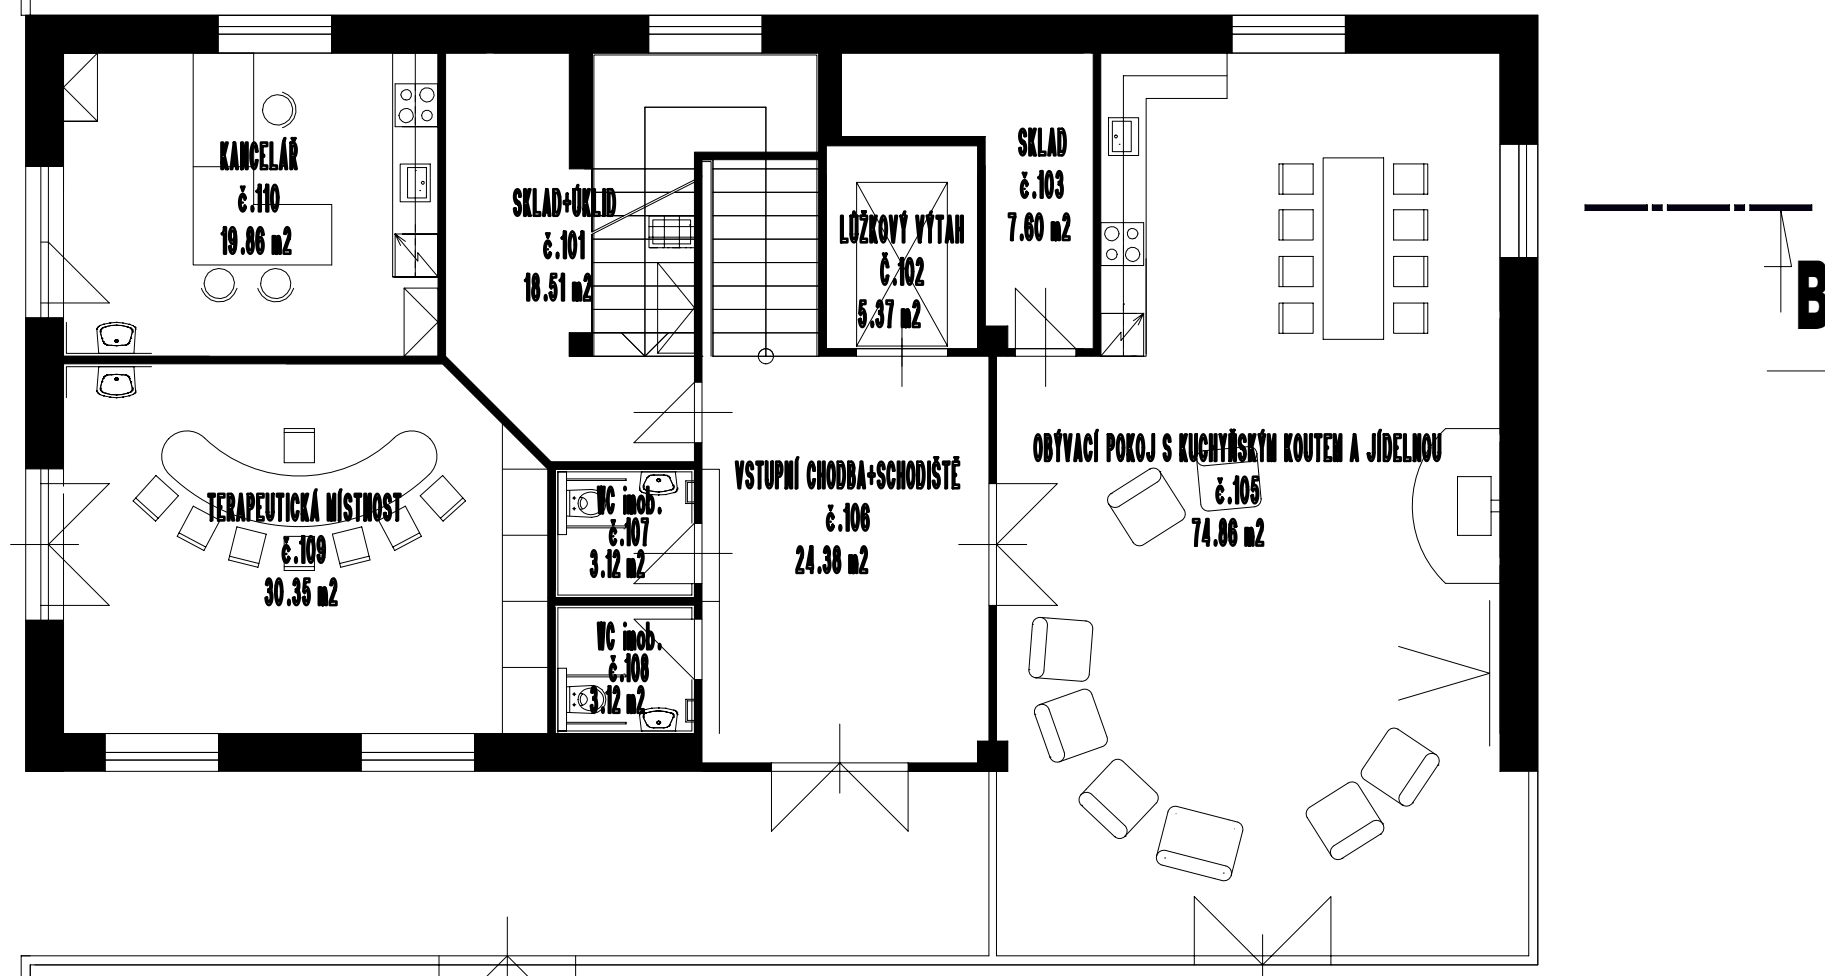 KANCELÁŘ
č.110
19.86 m2
SKLAD+ÚKLID
č.101
18.51 m2
LŮŽKOVÝ VÝTAH
Č.102
5.37 m2
SKLAD
č.103
7.60 m2
B
OBÝVACÍ POKOJ S KUCHYŇSKÝM KOUTEM A JÍDELNOU
č.105
74.86 m2
VSTUPNÍ CHODBA+SCHODIŠTĚ
č.106
24.38 m2
TERAPEUTICKÁ MÍSTNOST
č.109
30.35 m2
WC imob.
č.107
3.12 m2
WC imob.
č.108
3.12 m2